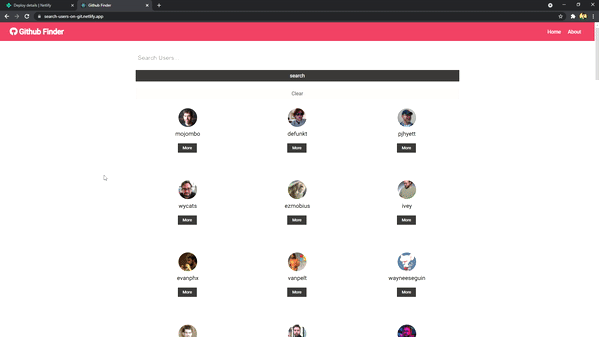 Deploy details | Netlify
Github Finder
search-users-on-git.netlify.app
Github Finder
Home About
Search Users...
search
Clear
mojombo defunkt pjhyett
More More More
wycats ezmobius ivey
More More More
evanphx vanpelt wayneeseguin
More More More